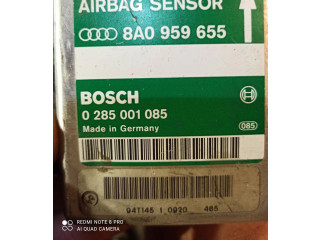 AIRBAG SENSOR
8A0 959 655
BOSCH
0 285 001 085
Made in Germany
085
REDMI NOTE 8 PRO
AI QUAD CAMERA